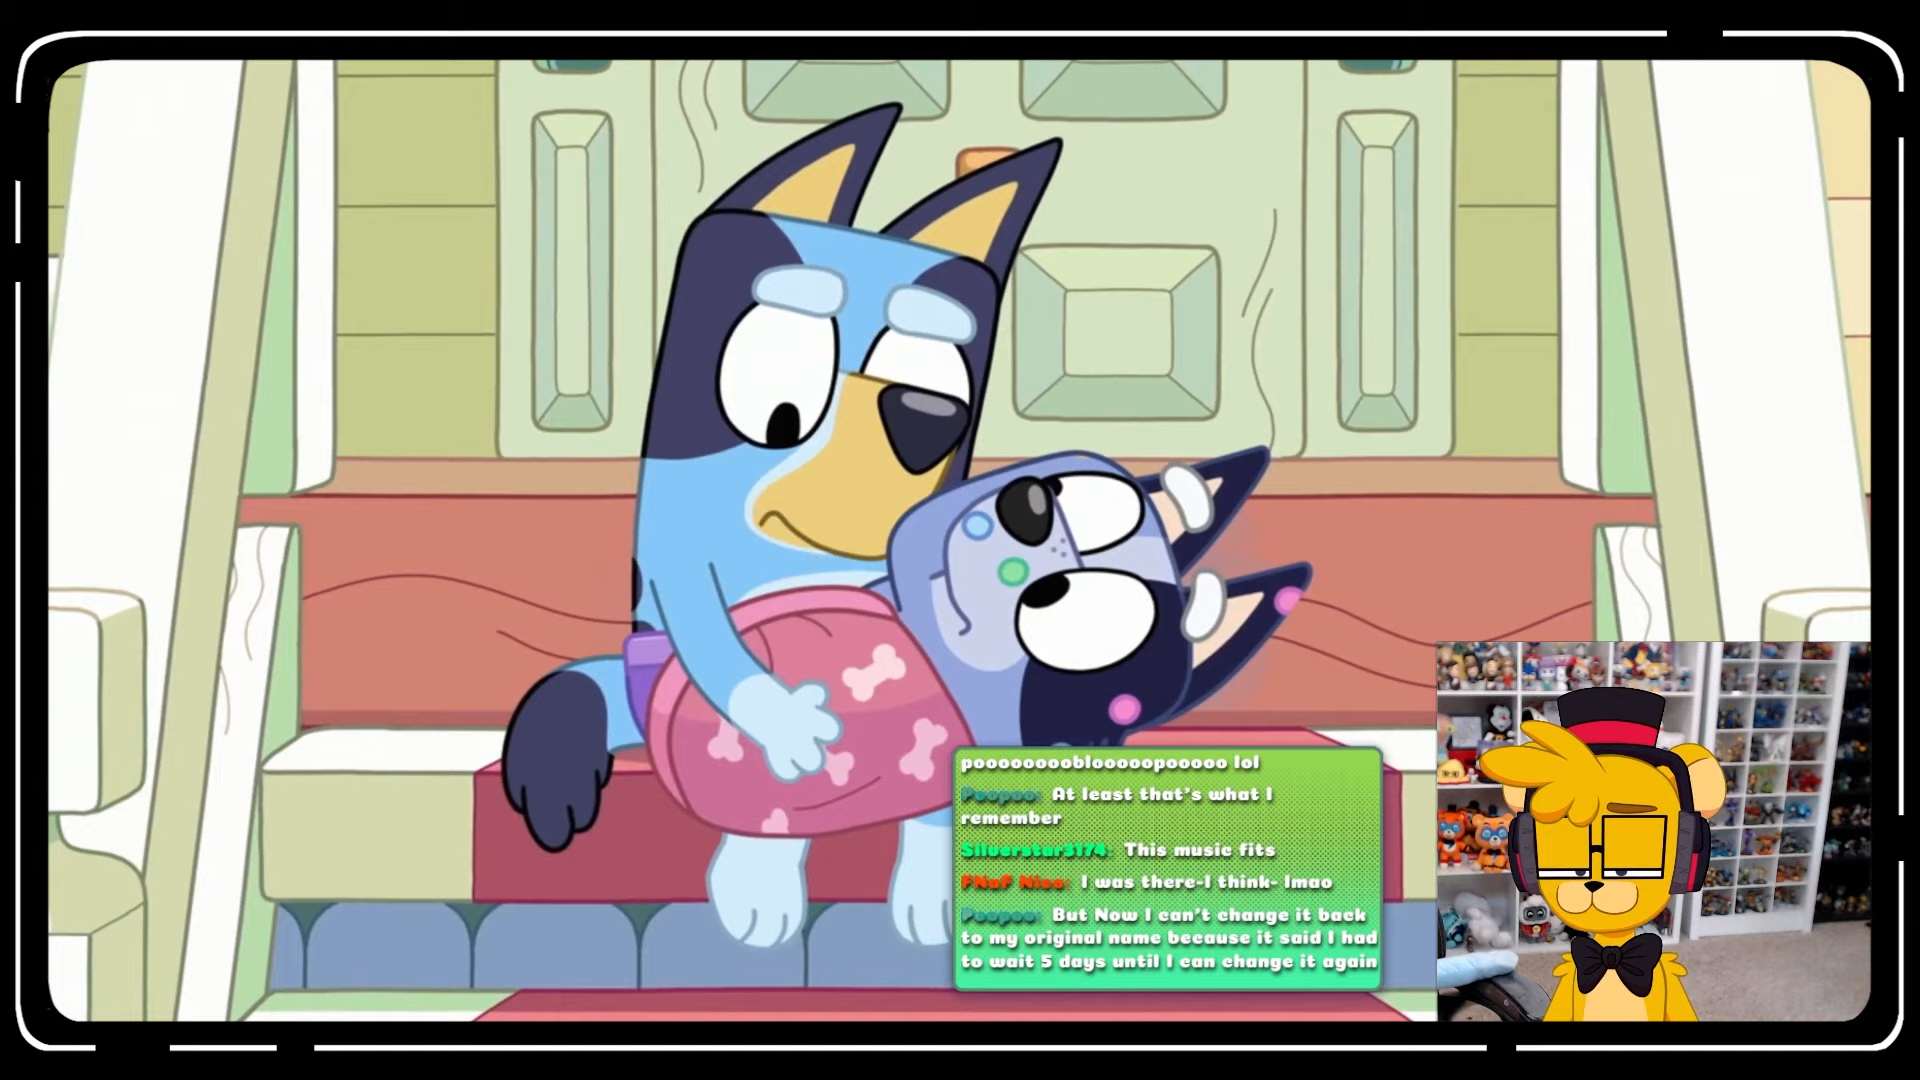 pooooooooblooooopooooo lol
Poopoo: At least that's what I
remember
Silverstar3174: This music fits
FNaF Nino: I was there-I think- lmao
Poopoo: But Now I can't change it back
to my original name because it said I had
to wait 5 days until I can change it again